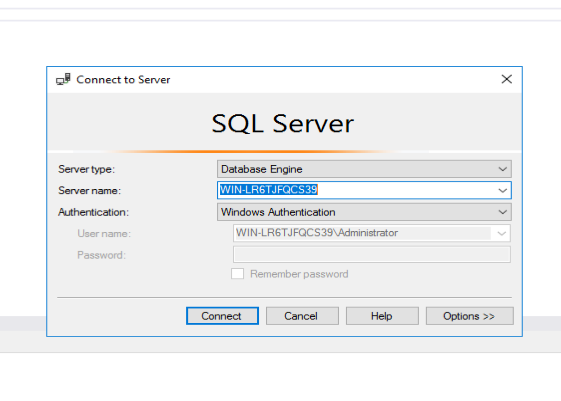 Connect to Server
SQL Server
Server type: Database Engine
Server name: WIN-LR6TJFQCS39
Authentication: Windows Authentication
User name: WIN-LR6TJFQCS39\Administrator
Password:
Remember password
Connect Cancel Help Options >>